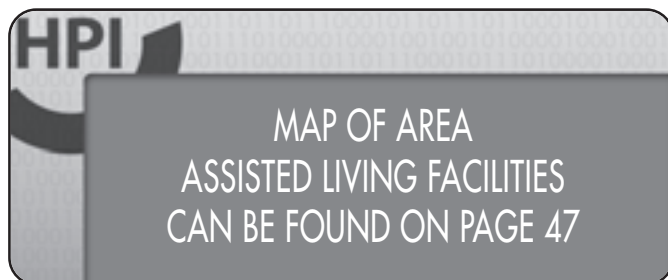 HPI
MAP OF AREA
ASSISTED LIVING FACILITIES
CAN BE FOUND ON PAGE 47